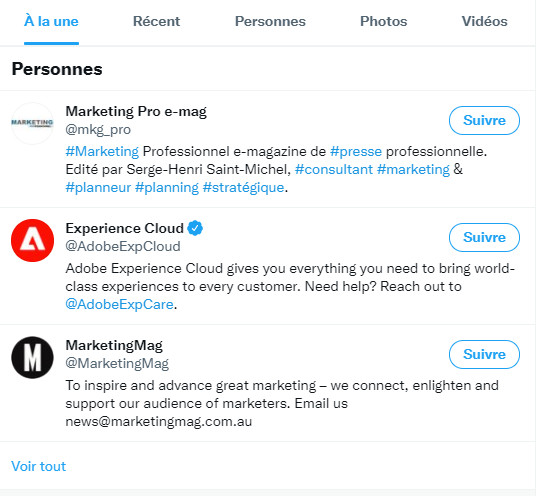 À la une Récent Personnes Photos Vidéos
Personnes
MARKETING
Marketing Pro e-mag
@mkg_pro
Suivre
#Marketing Professionnel e-magazine de #presse professionnelle.
Edité par Serge-Henri Saint-Michel, #consultant #marketing &
#planneur #planning #stratégique.
Experience Cloud
@AdobeExpCloud
Suivre
Adobe Experience Cloud gives you everything you need to bring world-
class experiences to every customer. Need help? Reach out to
@AdobeExpCare.
M
MarketingMag
@MarketingMag
Suivre
To inspire and advance great marketing – we connect, enlighten and
support our audience of marketers. Email us
news@marketingmag.com.au
Voir tout